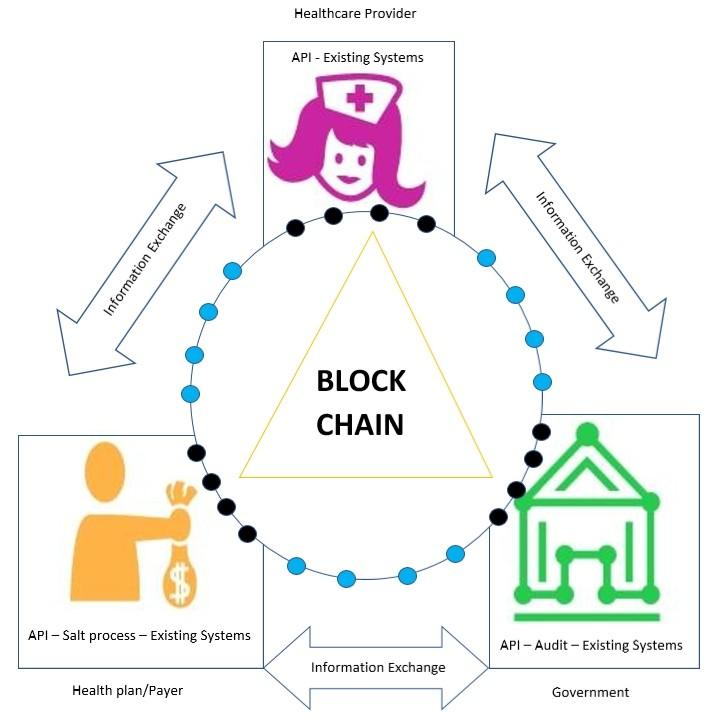 Healthcare Provider
API - Existing Systems
Information Exchange
Information Exchange
BLOCK
CHAIN
$
API – Salt process – Existing Systems
API – Audit – Existing Systems
Information Exchange
Health plan/Payer
Government